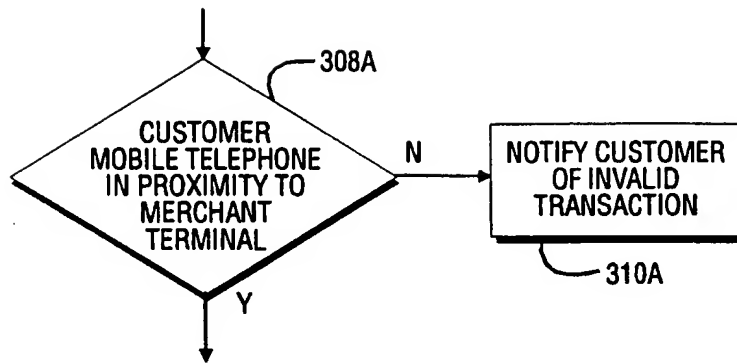 308A
CUSTOMER
MOBILE TELEPHONE
IN PROXIMITY TO
MERCHANT
TERMINAL
N
NOTIFY CUSTOMER
OF INVALID
TRANSACTION
310A
Y